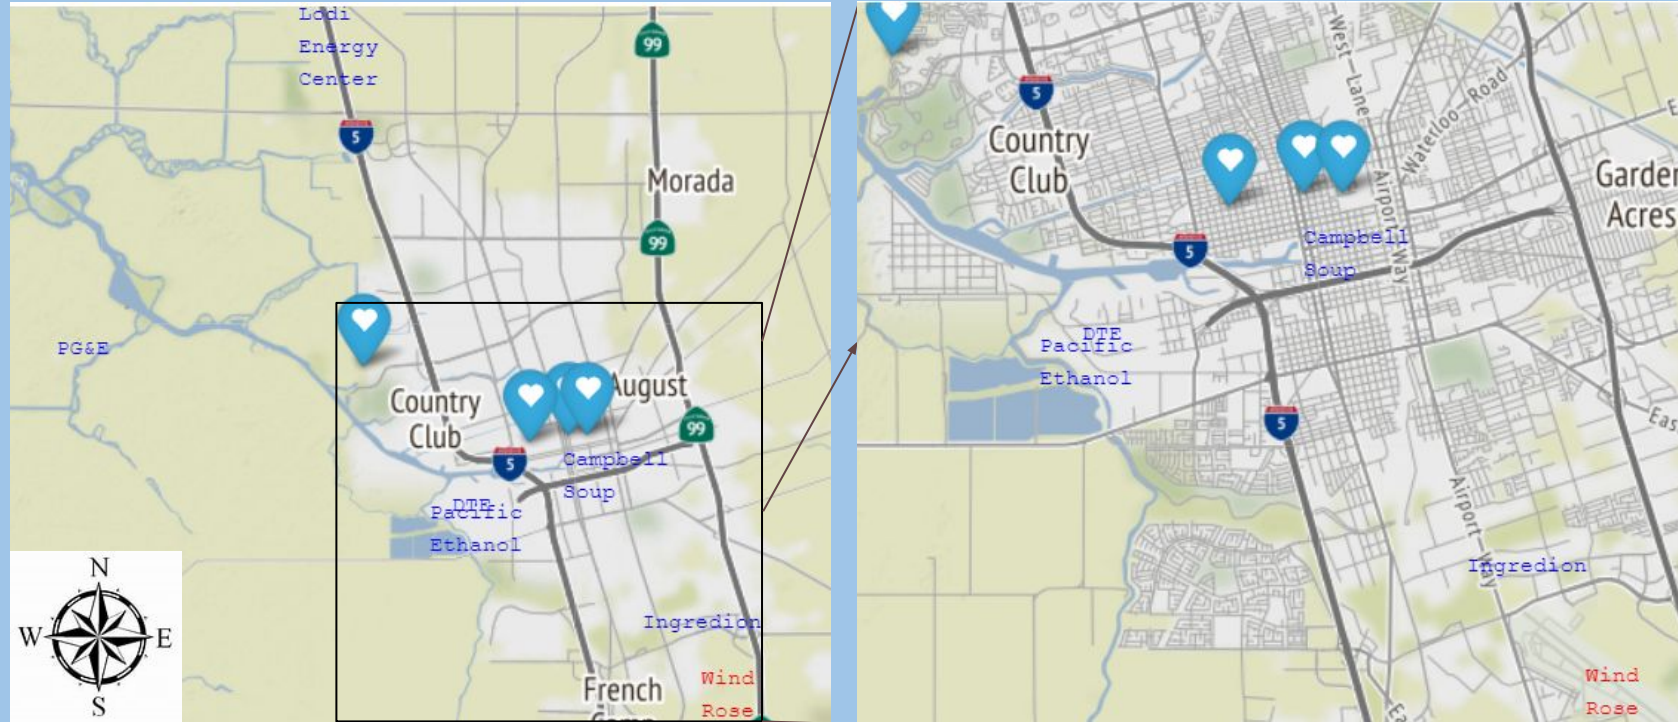 Lodi
Energy
Center
99
5
Morada
99
PG&E
Country
Club
August
99
5
Campbell
Soup
DTE
Pacific
Ethanol
Ingredion
Wind
Rose
French
Camp
N
W
E
S
5
West Lane
Waterloo Road
Country
Club
Airport Way
Garden
Acres
5
Campbell
Soup
DTE
Pacific
Ethanol
5
East
Airport Way
Ingredion
Wind
Rose